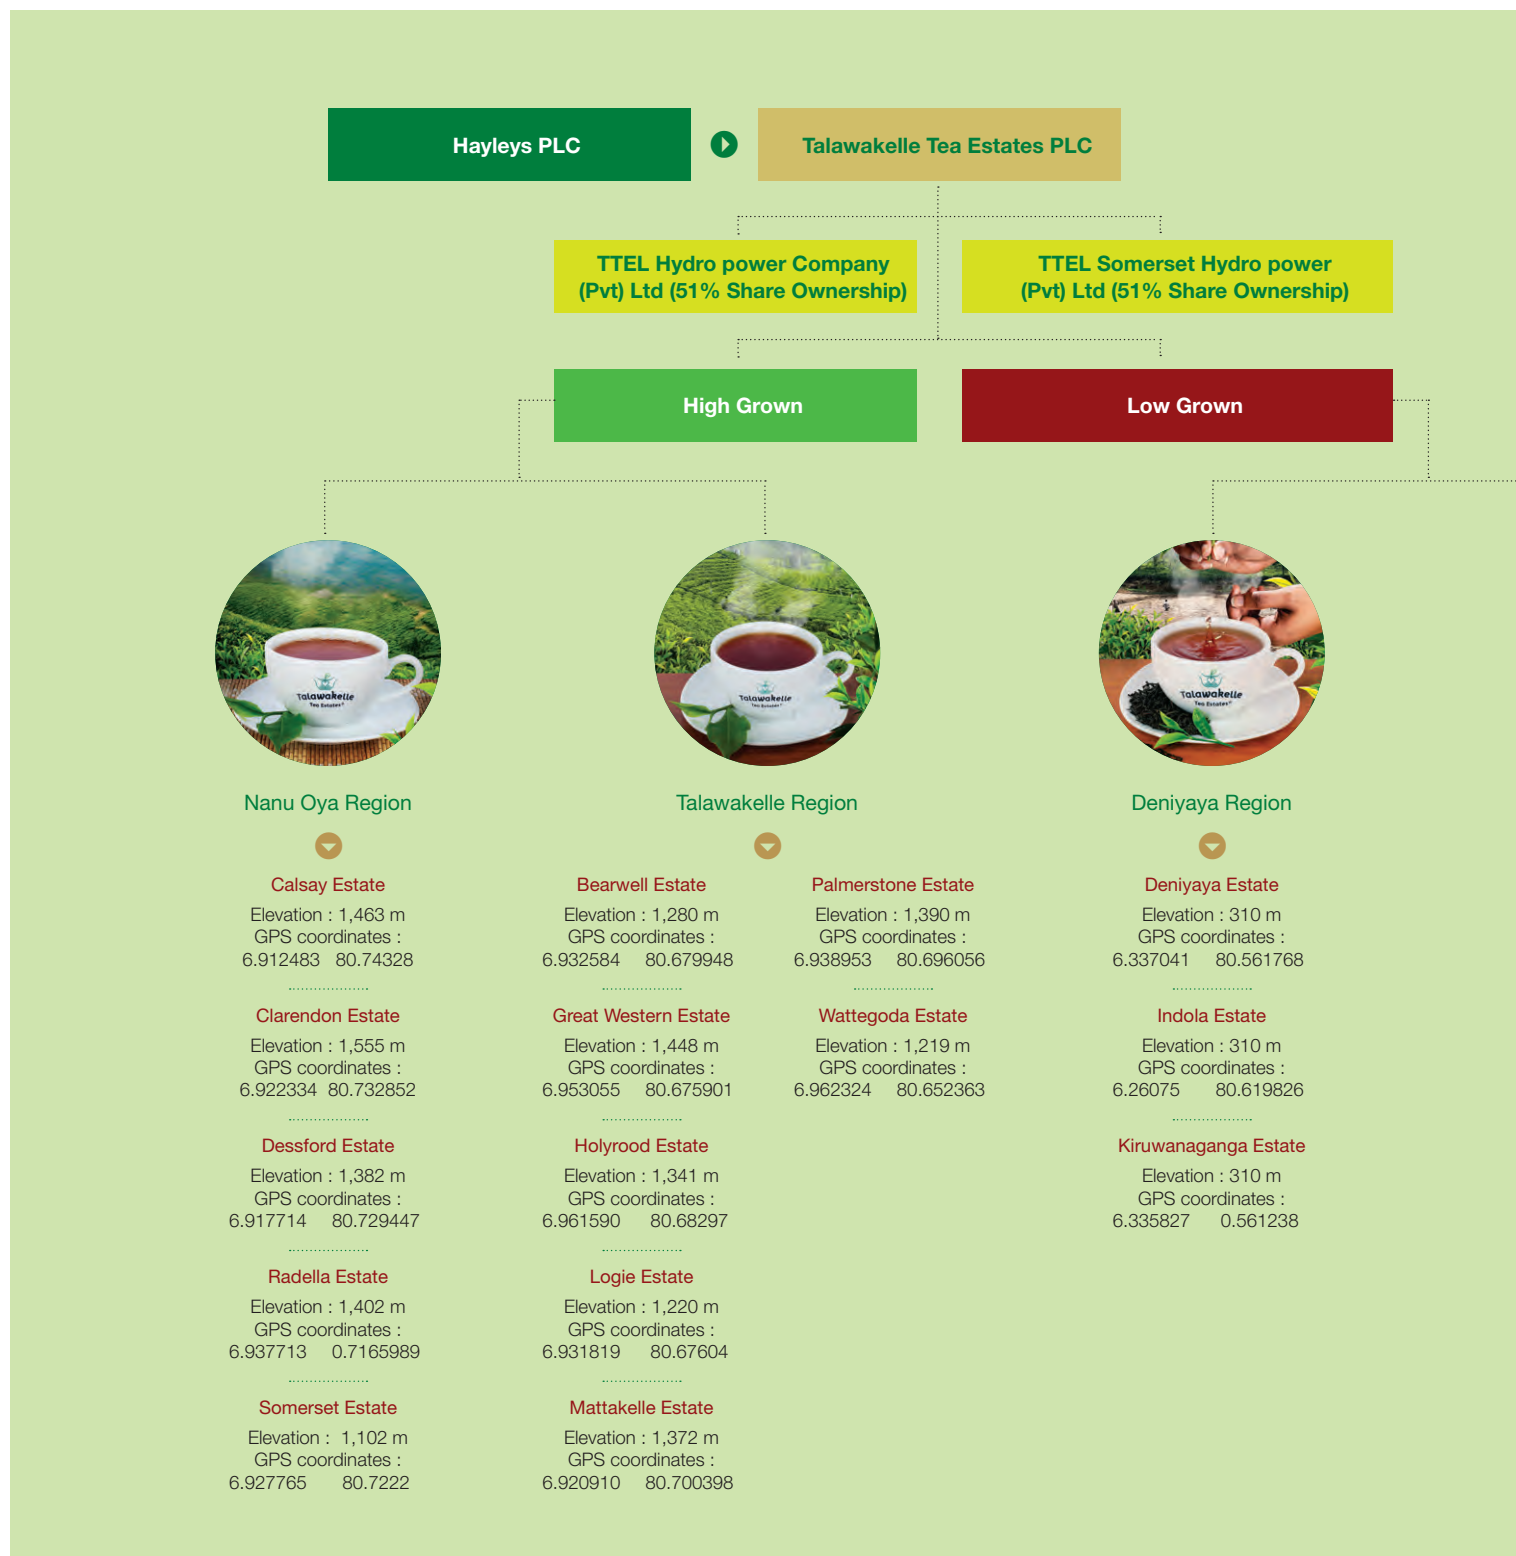 Hayleys PLC
Talawakelle Tea Estates PLC
TTEL Hydro power Company
(Pvt) Ltd (51% Share Ownership)
TTEL Somerset Hydro power
(Pvt) Ltd (51% Share Ownership)
High Grown
Low Grown
Talawakelle
Tea Estates
Talawakelle
Tea Estates
Talawakelle
Tea Estates
Nanu Oya Region
Calsay Estate
Elevation : 1,463 m
GPS coordinates :
6.912483 80.74328
Clarendon Estate
Elevation : 1,555 m
GPS coordinates :
6.922334 80.732852
Dessford Estate
Elevation : 1,382 m
GPS coordinates :
6.917714 80.729447
Radella Estate
Elevation : 1,402 m
GPS coordinates :
6.937713 0.7165989
Somerset Estate
Elevation : 1,102 m
GPS coordinates :
6.927765 80.7222
Talawakelle Region
Bearwell Estate
Elevation : 1,280 m
GPS coordinates :
6.932584 80.679948
Great Western Estate
Elevation : 1,448 m
GPS coordinates :
6.953055 80.675901
Holyrood Estate
Elevation : 1,341 m
GPS coordinates :
6.961590 80.68297
Logie Estate
Elevation : 1,220 m
GPS coordinates :
6.931819 80.67604
Mattakelle Estate
Elevation : 1,372 m
GPS coordinates :
6.920910 80.700398
Palmerstone Estate
Elevation : 1,390 m
GPS coordinates :
6.938953 80.696056
Wattegoda Estate
Elevation : 1,219 m
GPS coordinates :
6.962324 80.652363
Deniyaya Region
Deniyaya Estate
Elevation : 310 m
GPS coordinates :
6.337041 80.561768
Indola Estate
Elevation : 310 m
GPS coordinates :
6.26075 80.619826
Kiruwanaganga Estate
Elevation : 310 m
GPS coordinates :
6.335827 0.561238